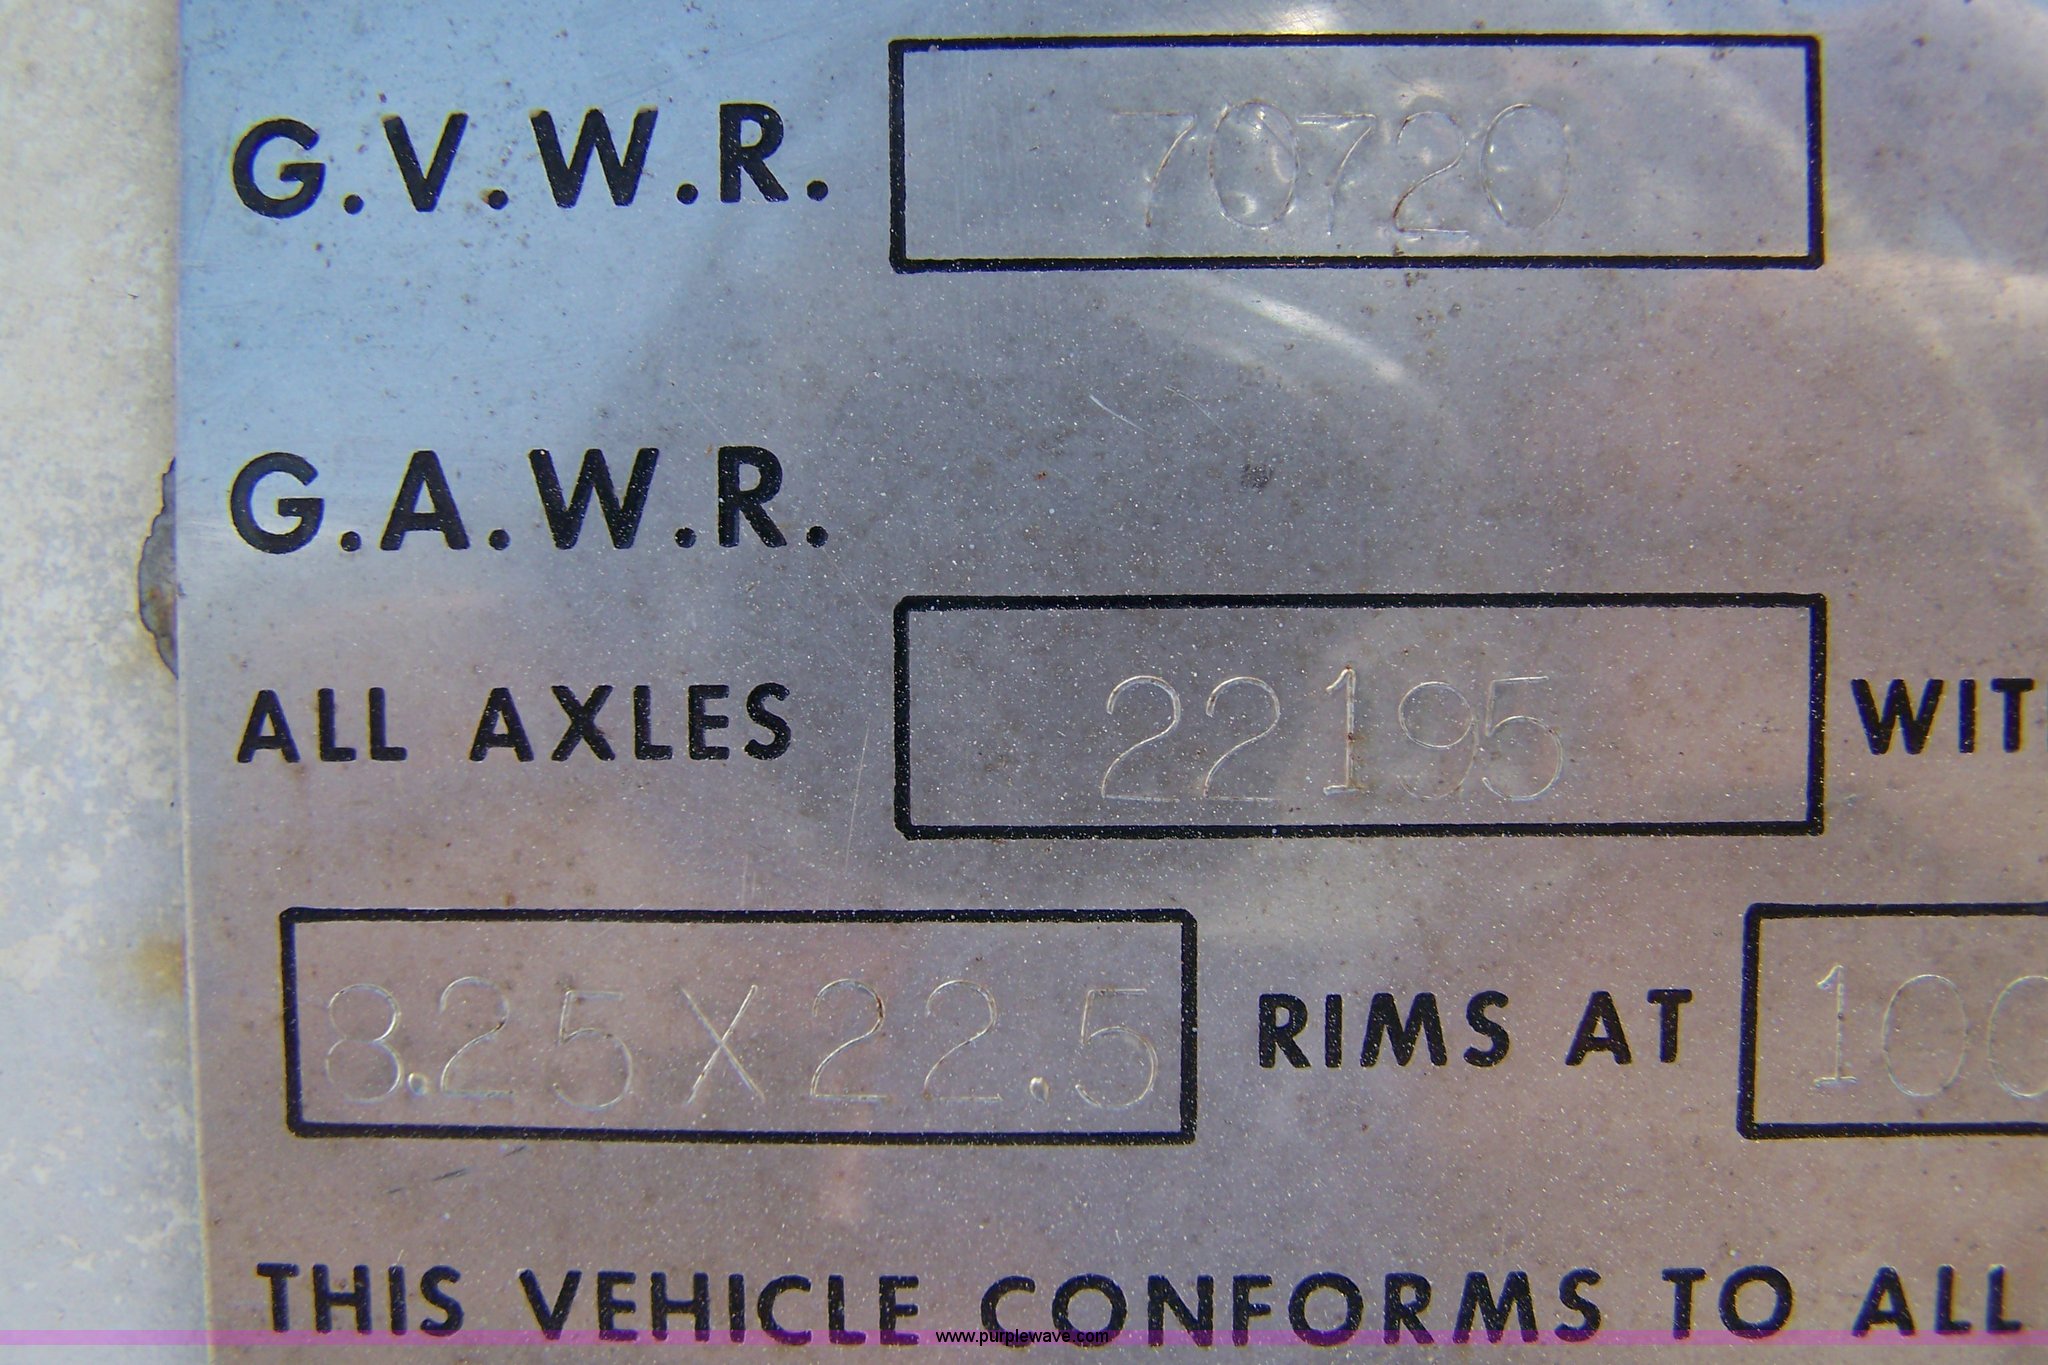 G.V.W.R. 70720
G.A.W.R.
ALL AXLES 22195 WIT
8.25 X 22.5 RIMS AT 100
THIS VEHICLE CONFORMS TO ALL
www.purplewave.com